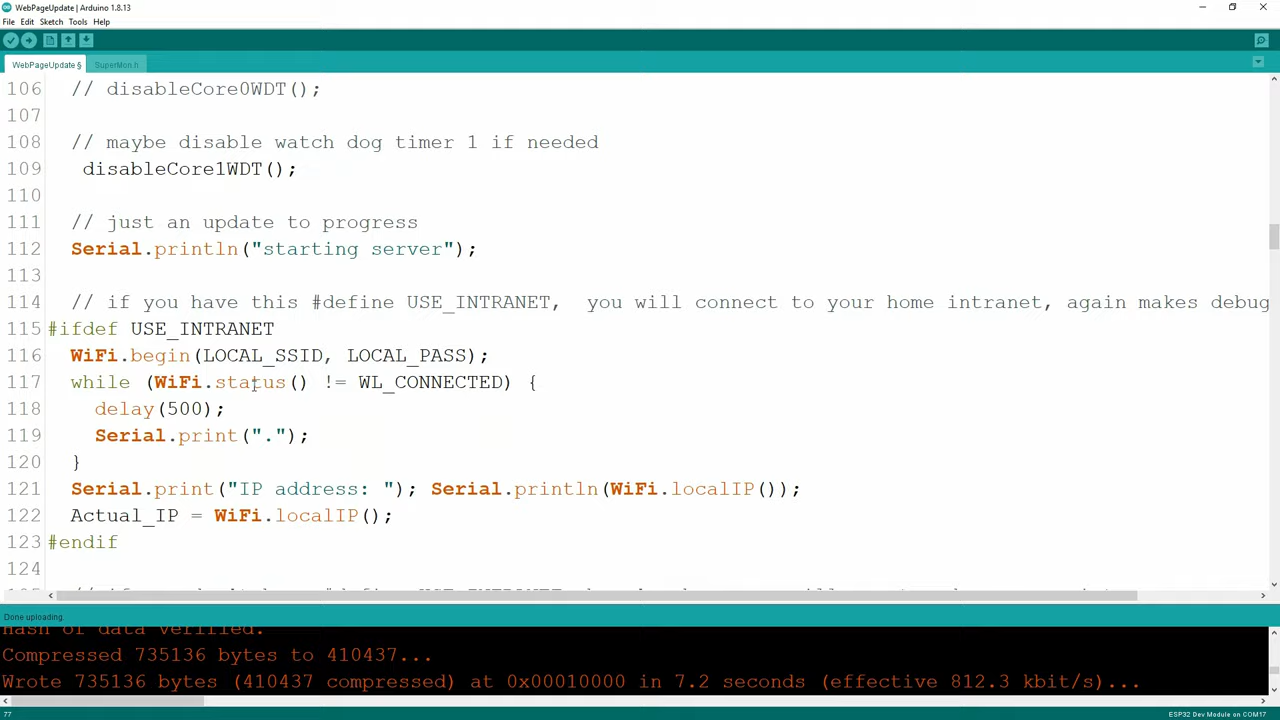 WebPageUpdate | Arduino 1.8.13
File Edit Sketch Tools Help
WebPageUpdate § SuperMon.h
106 // disableCore0WDT();
107
108 // maybe disable watch dog timer 1 if needed
109 disableCore1WDT();
110
111 // just an update to progress
112 Serial.println("starting server");
113
114 // if you have this #define USE_INTRANET, you will connect to your home intranet, again makes debug
115 #ifdef USE_INTRANET
116 WiFi.begin(LOCAL_SSID, LOCAL_PASS);
117 while (WiFi.status() != WL_CONNECTED) {
118 delay(500);
119 Serial.print(".");
120 }
121 Serial.print("IP address: "); Serial.println(WiFi.localIP());
122 Actual_IP = WiFi.localIP();
123 #endif
124
Done uploading.
Hash of data verified.
Compressed 735136 bytes to 410437...
Wrote 735136 bytes (410437 compressed) at 0x00010000 in 7.2 seconds (effective 812.3 kbit/s)...
77 ESP32 Dev Module on COM17